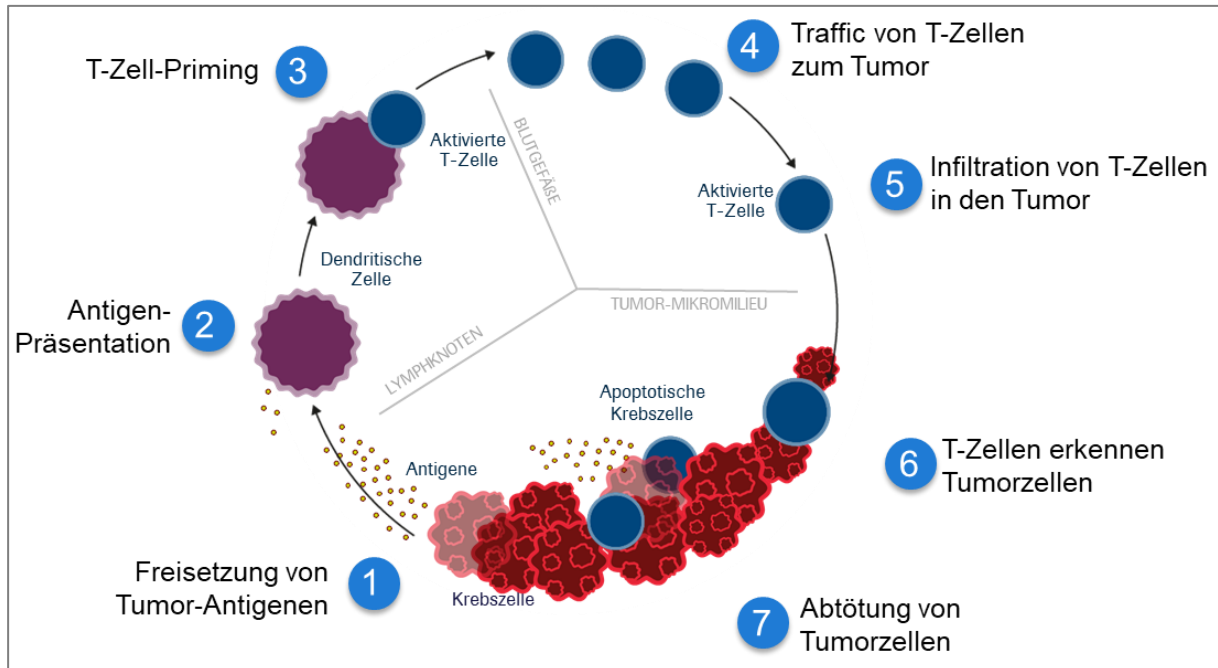 T-Zell-Priming
3
Aktivierte
T-Zelle
4
Traffic von T-Zellen
zum Tumor
BLUTGEFÄßE
Aktivierte
T-Zelle
5
Infiltration von T-Zellen
in den Tumor
Dendritische
Zelle
Antigen-
Präsentation
2
LYMPHKNOTEN
TUMOR-MIKROMILIEU
Apoptotische
Krebszelle
Antigene
6
T-Zellen erkennen
Tumorzellen
Freisetzung von
Tumor-Antigenen
1
Krebszelle
7
Abtötung von
Tumorzellen